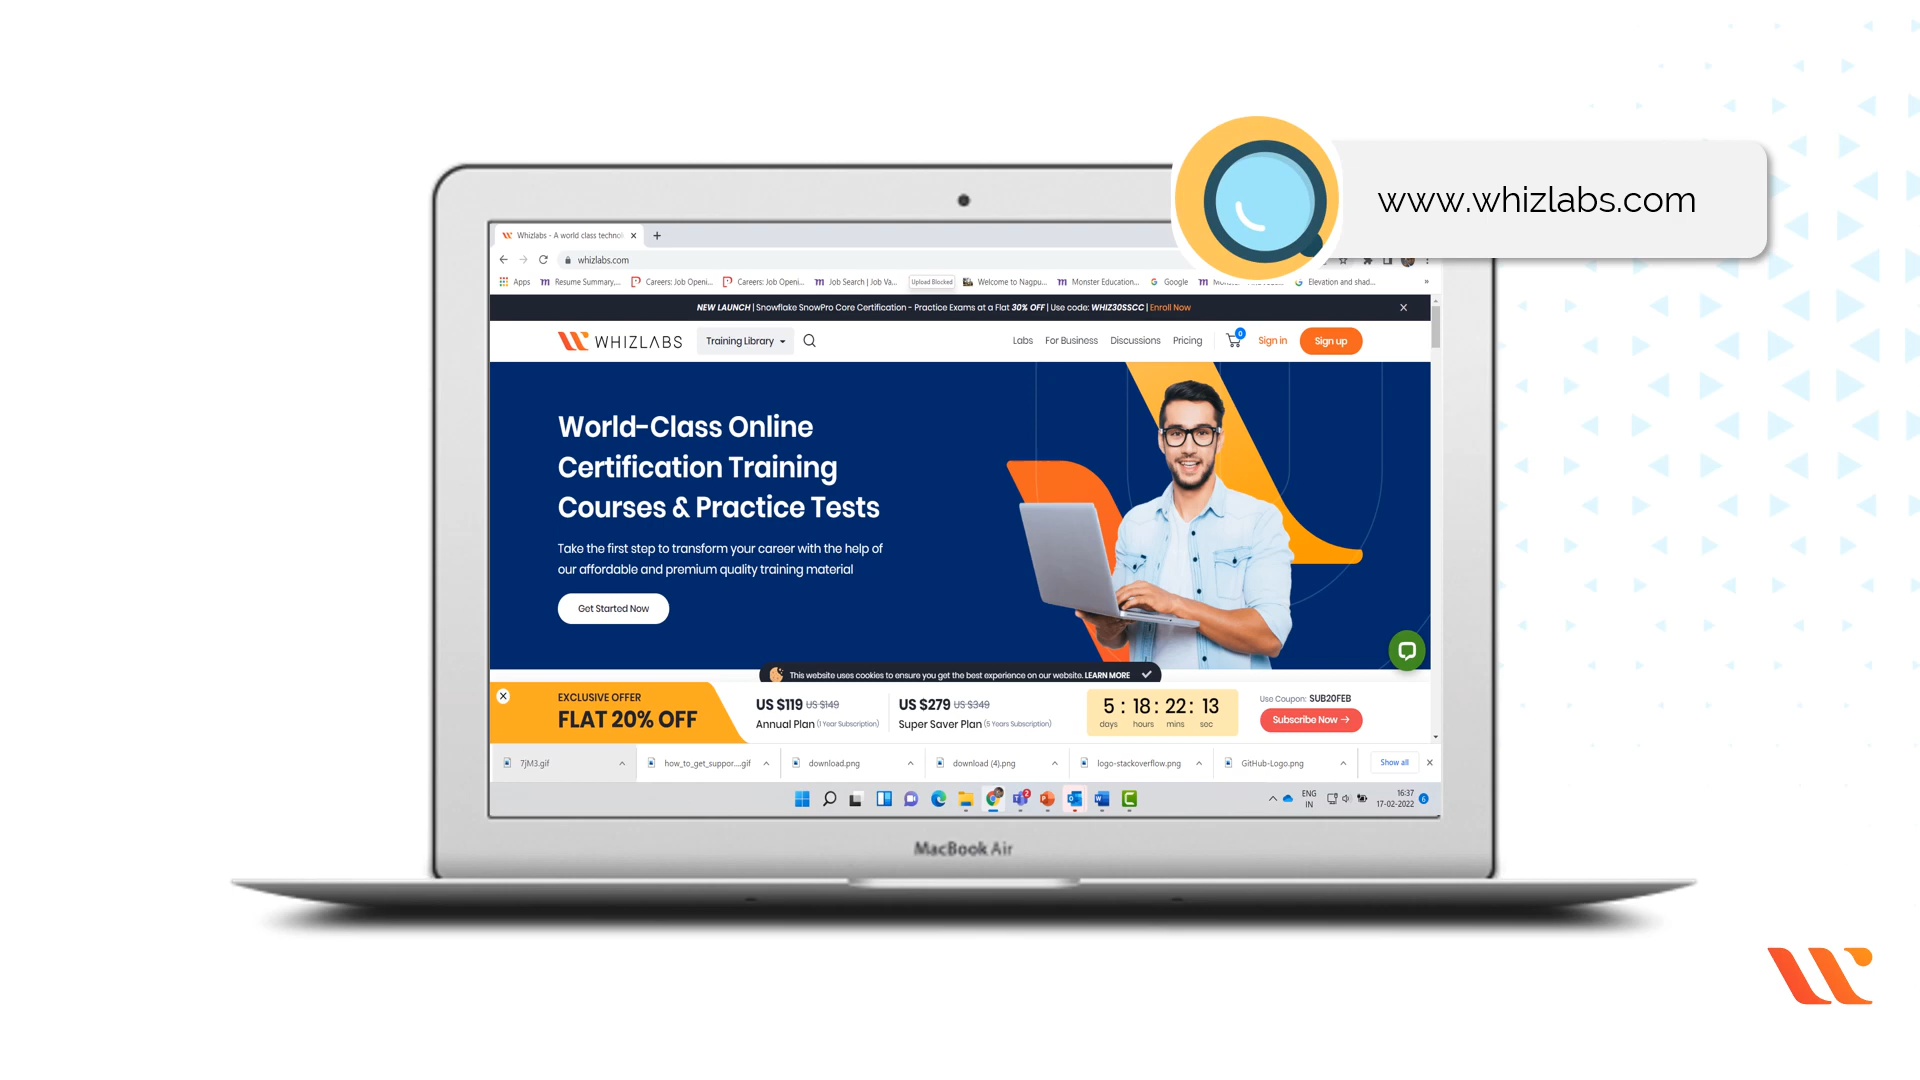 www.whizlabs.com
Whizlabs - A world class technol
whizlabs.com
Apps Resume Summary,... Careers: Job Openi... Careers: Job Openi... Job Search | Job Va... Upload Blocked Welcome to Nagpu... Monster Education... Google Elevation and shad... »
NEW LAUNCH | Snowflake SnowPro Core Certification - Practice Exams at a Flat 30% OFF | Use code: WHIZ30SSCC | Enroll Now
WHIZLABS Training Library Labs For Business Discussions Pricing 0 Sign in Sign up
World-Class Online
Certification Training
Courses & Practice Tests
Take the first step to transform your career with the help of
our affordable and premium quality training material
Get Started Now
This website uses cookies to ensure you get the best experience on our website. LEARN MORE
EXCLUSIVE OFFER
FLAT 20% OFF
US $119 US $149
Annual Plan (1 Year Subscription)
US $279 US $349
Super Saver Plan (5 Years Subscription)
5 : 18 : 22 : 13
days hours mins sec
Use Coupon: SUB20FEB
Subscribe Now →
7jM3.gif how_to_get_suppor....gif download.png download (4).png logo-stackoverflow.png GitHub-Logo.png Show all
2
ENG
IN
16:37
17-02-2022
6
MacBook Air